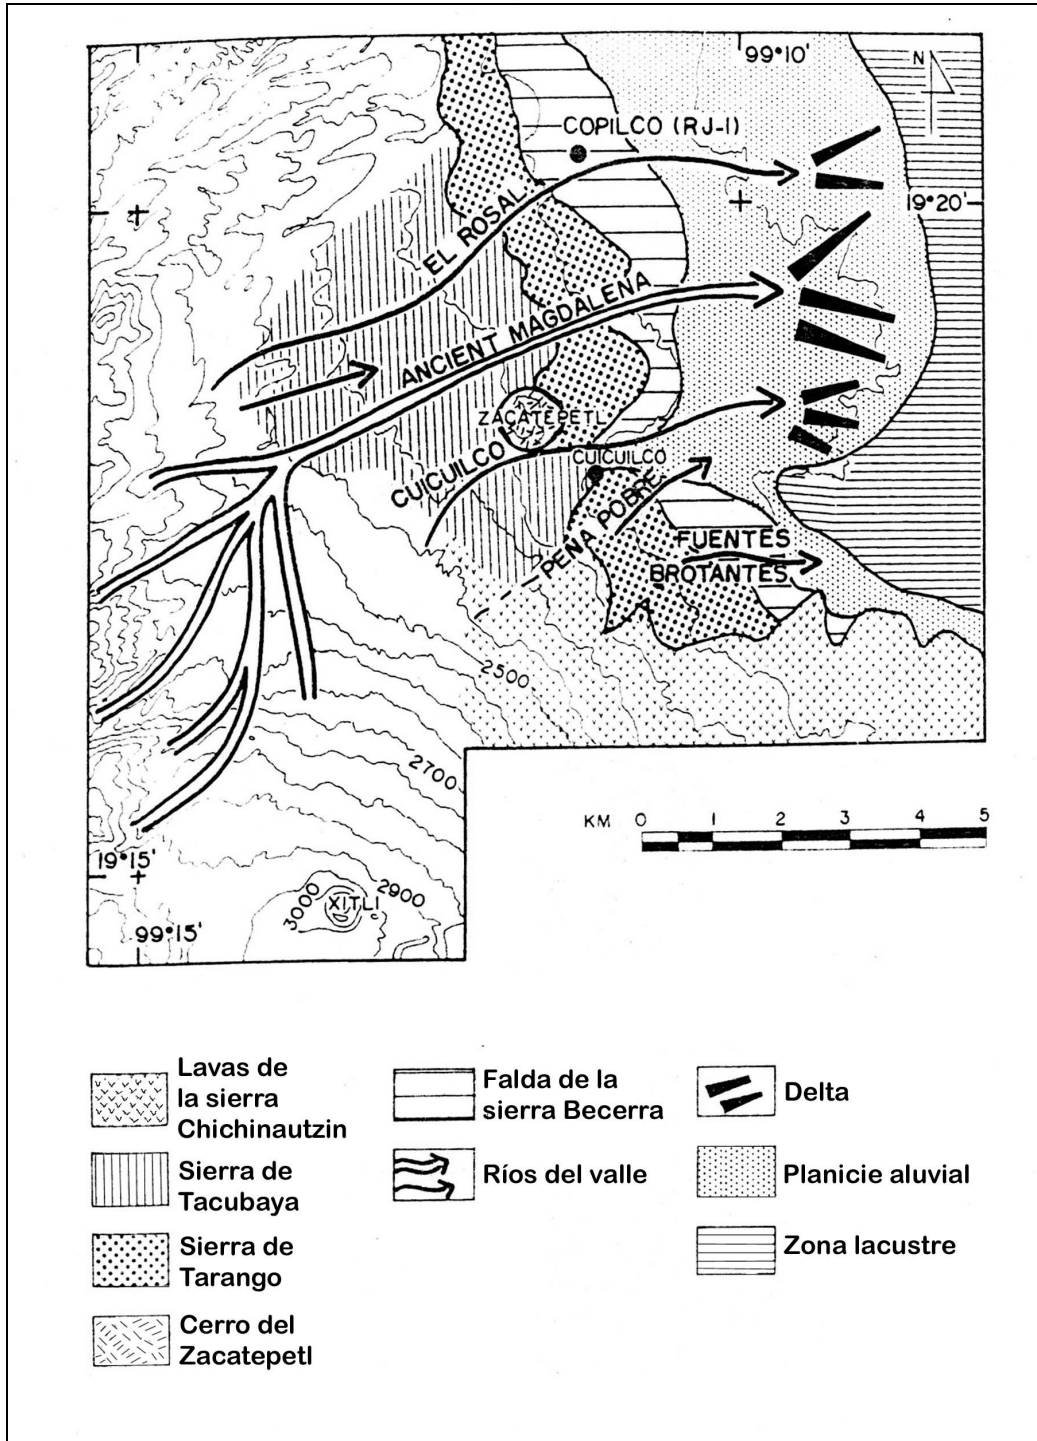 99°10'
N
COPILCO (RJ-I)
19°20'
EL ROSAL
ANCIENT MAGDALENA
ZACATEPETL
CUICUILCO
CUICUILCO
PENA POBRE
FUENTES
BROTANTES
2500
2700
KM 0 1 2 3 4 5
19°15'
3000
XITLI
2900
99°15'
Lavas de
la sierra
Chichinautzin
Sierra de
Tacubaya
Sierra de
Tarango
Cerro del
Zacatepetl
Falda de la
sierra Becerra
Ríos del valle
Delta
Planicie aluvial
Zona lacustre